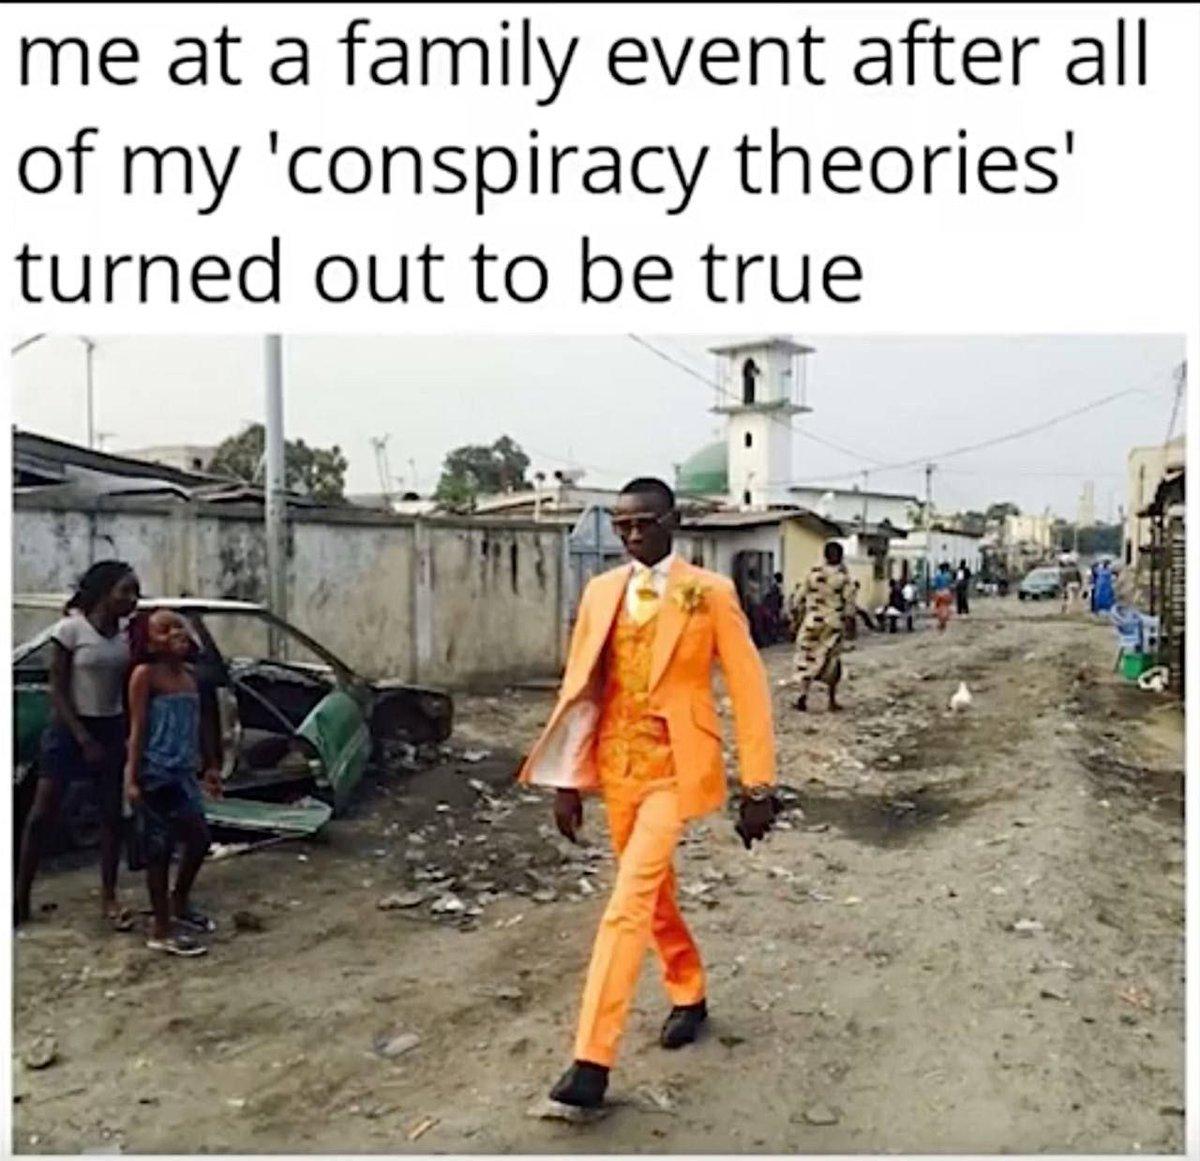 me at a family event after all
of my 'conspiracy theories'
turned out to be true